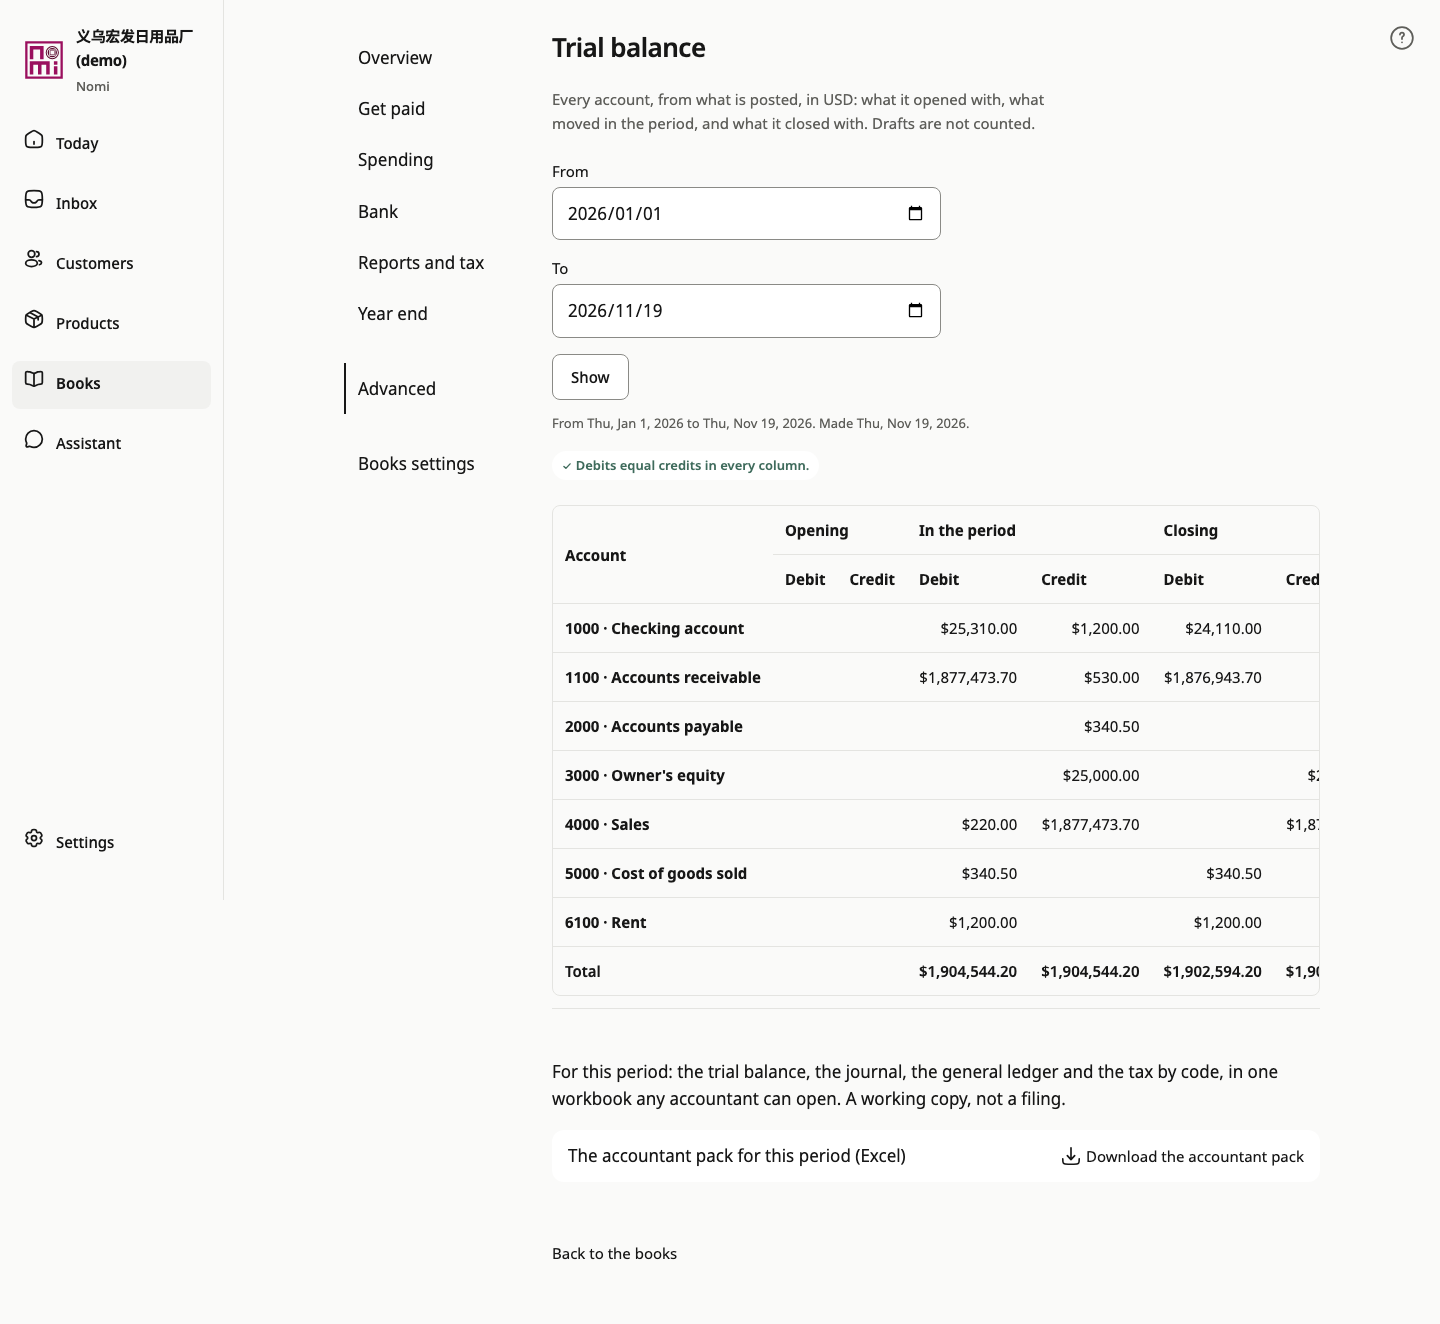 义乌宏发日用品厂
(demo)
Nomi
Today
Inbox
Customers
Products
Books
Assistant
Settings
Overview
Get paid
Spending
Bank
Reports and tax
Year end
Advanced
Books settings
Trial balance
Every account, from what is posted, in USD: what it opened with, what
moved in the period, and what it closed with. Drafts are not counted.
From
2026/01/01
To
2026/11/19
Show
From Thu, Jan 1, 2026 to Thu, Nov 19, 2026. Made Thu, Nov 19, 2026.
Debits equal credits in every column.
Account Opening In the period Closing
Debit Credit Debit Credit Debit
1000 · Checking account $25,310.00 $1,200.00 $24,110.00
1100 · Accounts receivable $1,877,473.70 $530.00 $1,876,943.70
2000 · Accounts payable $340.50
3000 · Owner's equity $25,000.00
4000 · Sales $220.00 $1,877,473.70
5000 · Cost of goods sold $340.50 $340.50
6100 · Rent $1,200.00 $1,200.00
Total $1,904,544.20 $1,904,544.20 $1,902,594.20
For this period: the trial balance, the journal, the general ledger and the tax by code, in one
workbook any accountant can open. A working copy, not a filing.
The accountant pack for this period (Excel) Download the accountant pack
Back to the books